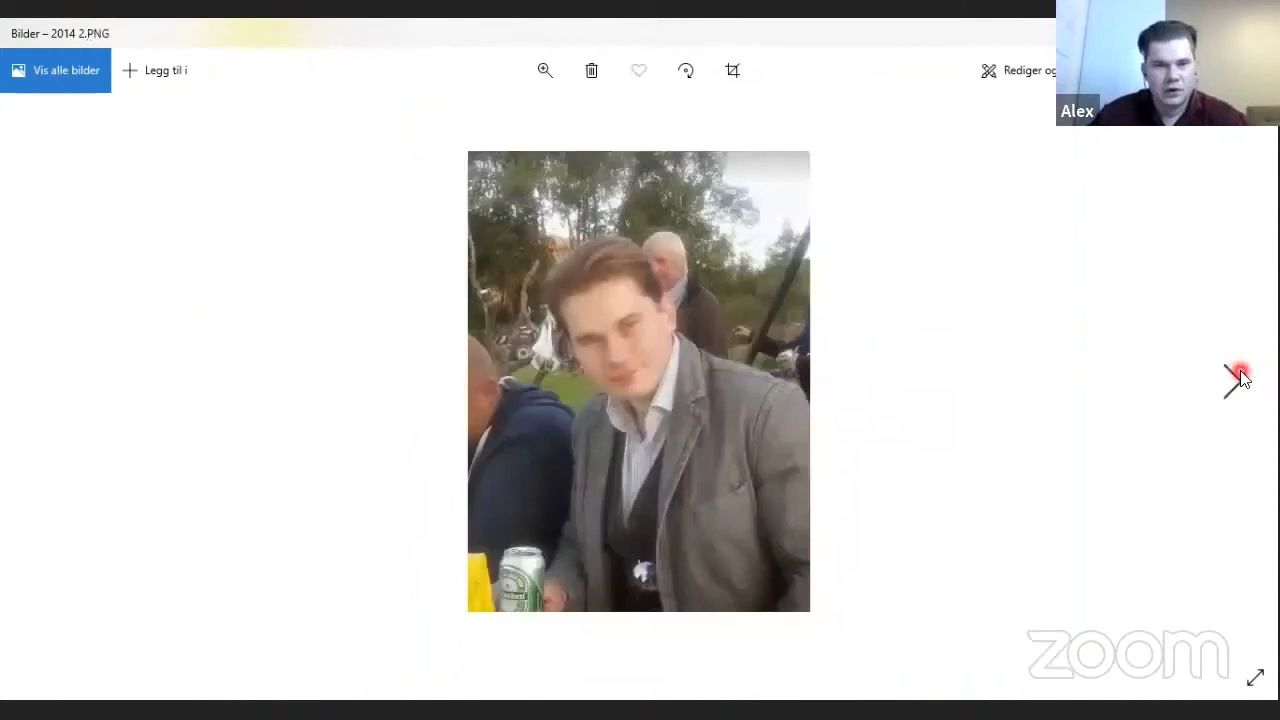 Bilder – 2014 2.PNG
Vis alle bilder
Legg til i
Rediger og
Alex
zoom